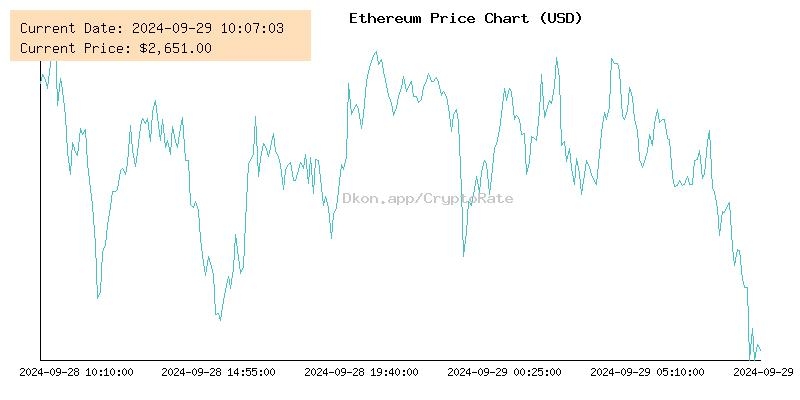 Ethereum Price Chart (USD)
Current Date: 2024-09-29 10:07:03
Current Price: $2,651.00
Dkon.app/CryptoRate
2024-09-28 10:10:00 2024-09-28 14:55:00 2024-09-28 19:40:00 2024-09-29 00:25:00 2024-09-29 05:10:00 2024-09-29